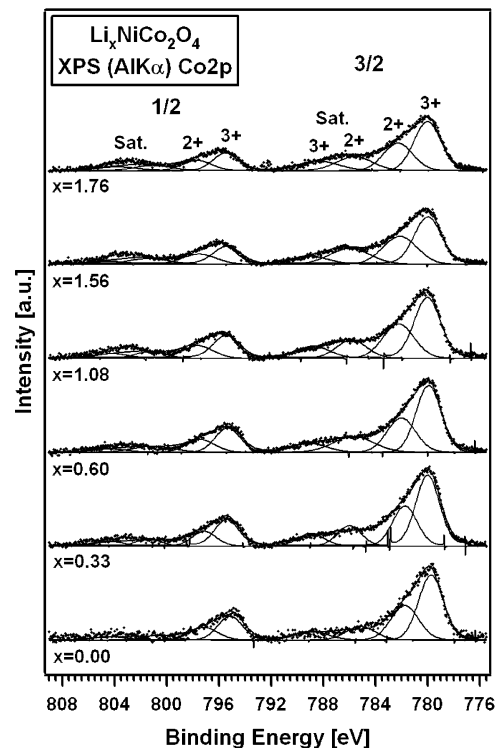 LiₓNiCo₂O₄
XPS (AlKα) Co2p
3/2
1/2
Sat.
3+
2+
2+
3+
Sat.
2+
3+
x=1.76
x=1.56
x=1.08
x=0.60
x=0.33
x=0.00
Intensity [a.u.]
808 804 800 796 792 788 784 780 776
Binding Energy [eV]